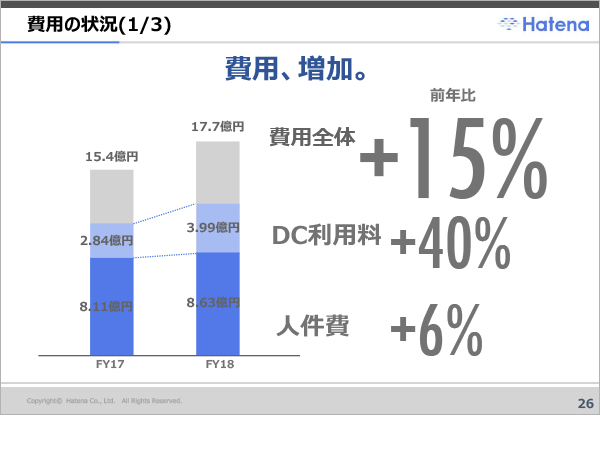 費用の状況(1/3)
Hatena
費用、増加。
前年比
17.7億円
15.4億円
費用全体
+15%
2.84億円
3.99億円
DC利用料
+40%
8.11億円
8.63億円
人件費
+6%
FY17
FY18
Copyright© Hatena Co., Ltd. All Rights Reserved.
26